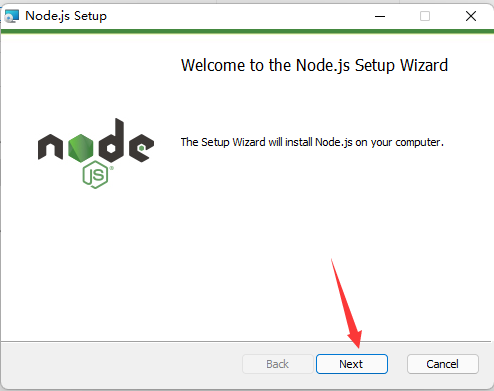 Node.js Setup
Welcome to the Node.js Setup Wizard
node
JS®
The Setup Wizard will install Node.js on your computer.
Back
Next
Cancel